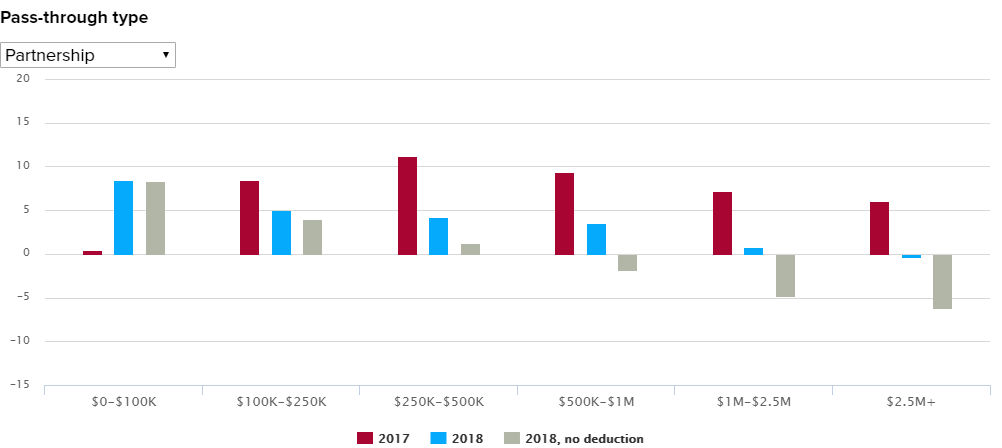 Pass-through type
Partnership
20
15
10
5
0
−5
−10
−15
$0–$100K $100K–$250K $250K–$500K $500K–$1M $1M–$2.5M $2.5M+
2017 2018 2018, no deduction